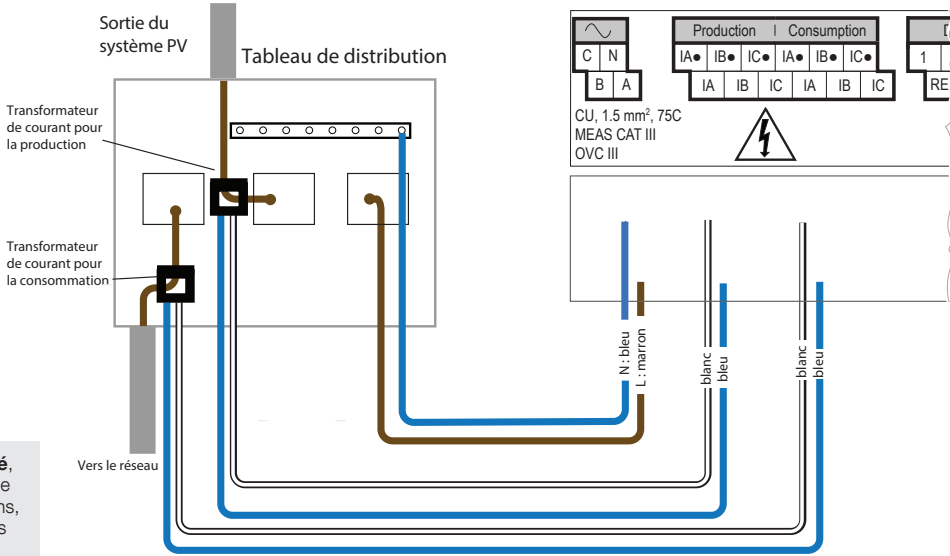 Sortie du
système PV
Tableau de distribution
Transformateur
de courant pour
la production
Transformateur
de courant pour
la consommation
Vers le réseau
é,
e
ns,
s
Production | Consumption
C N IA● IB● IC● IA● IB● IC● 1
B A IA IB IC IA IB IC RE
CU, 1.5 mm², 75C
MEAS CAT III
OVC III
N : bleu
L : marron
blanc
bleu
blanc
bleu